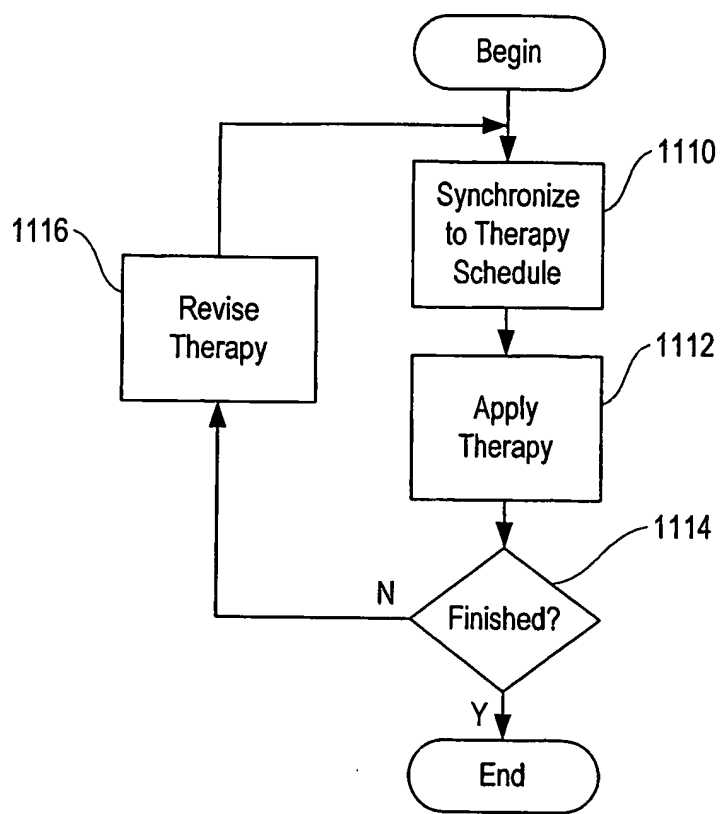 Begin
1110
Synchronize
to Therapy
Schedule
1116
Revise
Therapy
1112
Apply
Therapy
1114
N
Finished?
Y
End